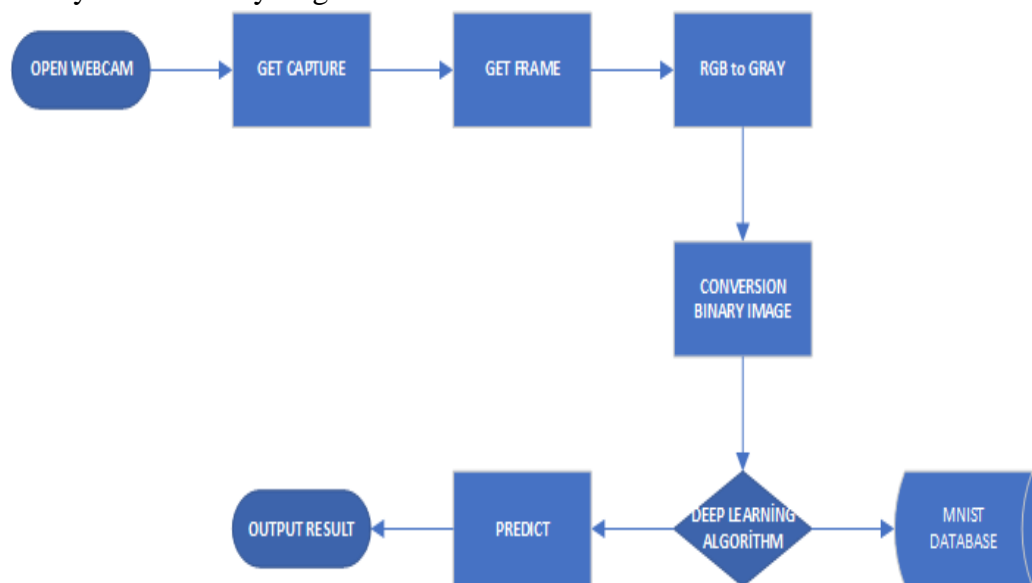 OPEN WEBCAM
GET CAPTURE
GET FRAME
RGB to GRAY
CONVERSION
BINARY IMAGE
DEEP LEARNİNG
ALGORİTHM
MNIST
DATABASE
PREDICT
OUTPUT RESULT